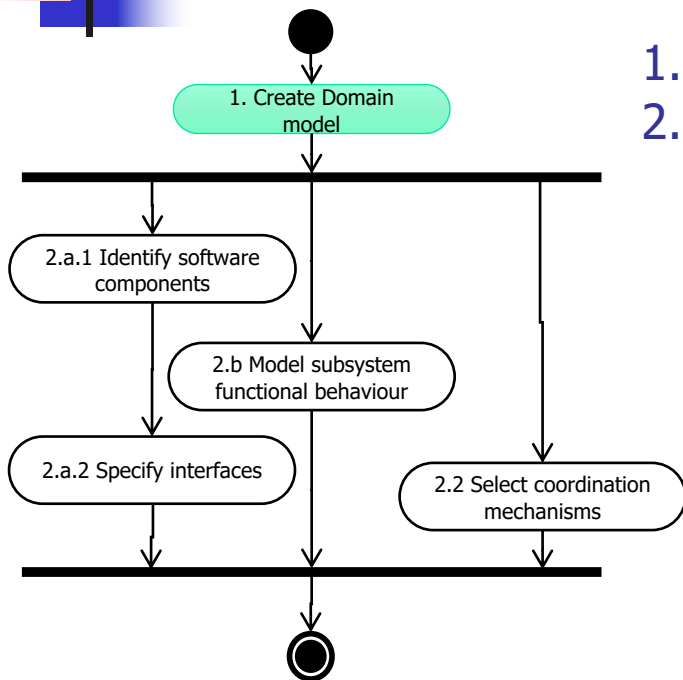 1. Create Domain
model
1.
2.
2.a.1 Identify software
components
2.b Model subsystem
functional behaviour
2.a.2 Specify interfaces
2.2 Select coordination
mechanisms